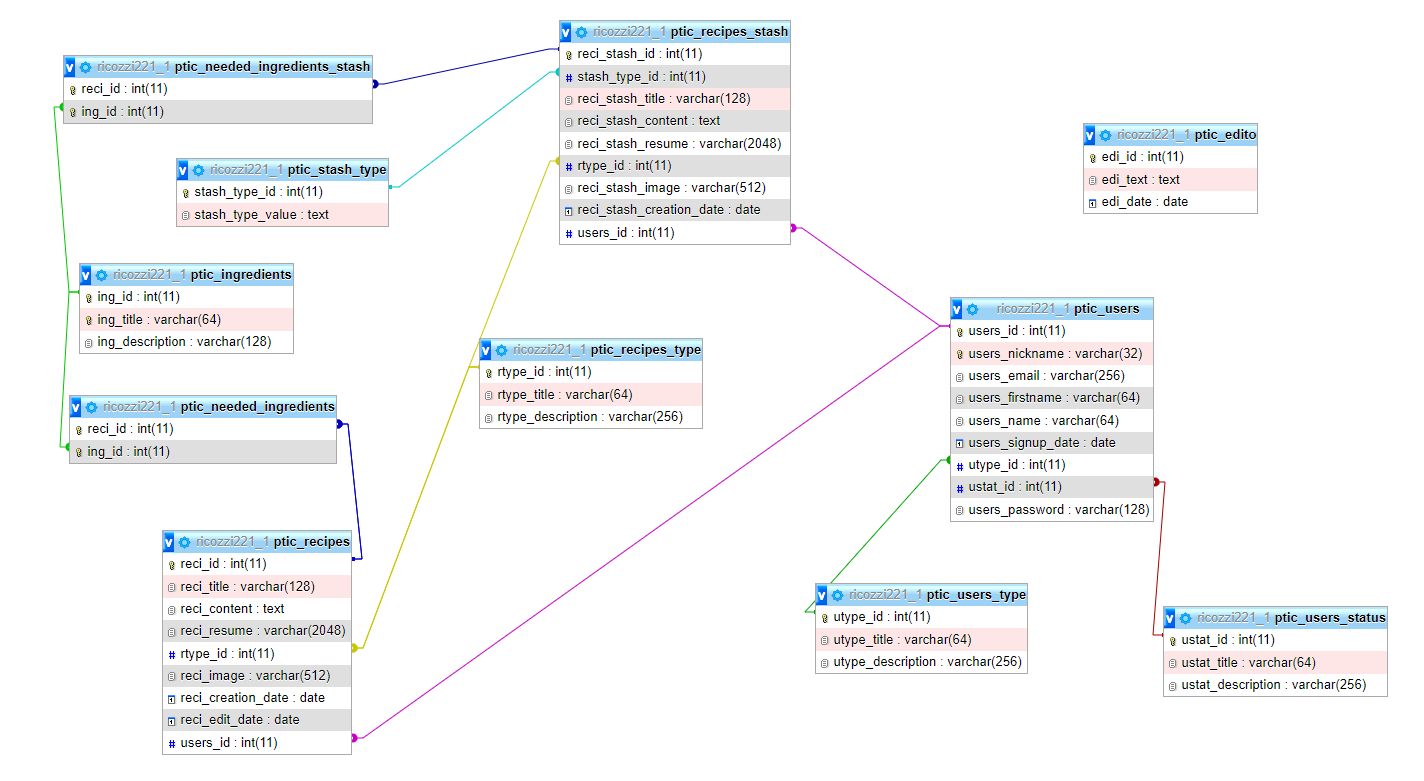 ricozzi221_1 ptic_recipes_stash
reci_stash_id : int(11)
stash_type_id : int(11)
reci_stash_title : varchar(128)
reci_stash_content : text
reci_stash_resume : varchar(2048)
rtype_id : int(11)
reci_stash_image : varchar(512)
reci_stash_creation_date : date
users_id : int(11)
ricozzi221_1 ptic_needed_ingredients_stash
reci_id : int(11)
ing_id : int(11)
ricozzi221_1 ptic_stash_type
stash_type_id : int(11)
stash_type_value : text
ricozzi221_1 ptic_edito
edi_id : int(11)
edi_text : text
edi_date : date
ricozzi221_1 ptic_ingredients
ing_id : int(11)
ing_title : varchar(64)
ing_description : varchar(128)
ricozzi221_1 ptic_users
users_id : int(11)
users_nickname : varchar(32)
users_email : varchar(256)
users_firstname : varchar(64)
users_name : varchar(64)
users_signup_date : date
utype_id : int(11)
ustat_id : int(11)
users_password : varchar(128)
ricozzi221_1 ptic_recipes_type
rtype_id : int(11)
rtype_title : varchar(64)
rtype_description : varchar(256)
ricozzi221_1 ptic_needed_ingredients
reci_id : int(11)
ing_id : int(11)
ricozzi221_1 ptic_recipes
reci_id : int(11)
reci_title : varchar(128)
reci_content : text
reci_resume : varchar(2048)
rtype_id : int(11)
reci_image : varchar(512)
reci_creation_date : date
reci_edit_date : date
users_id : int(11)
ricozzi221_1 ptic_users_type
utype_id : int(11)
utype_title : varchar(64)
utype_description : varchar(256)
ricozzi221_1 ptic_users_status
ustat_id : int(11)
ustat_title : varchar(64)
ustat_description : varchar(256)